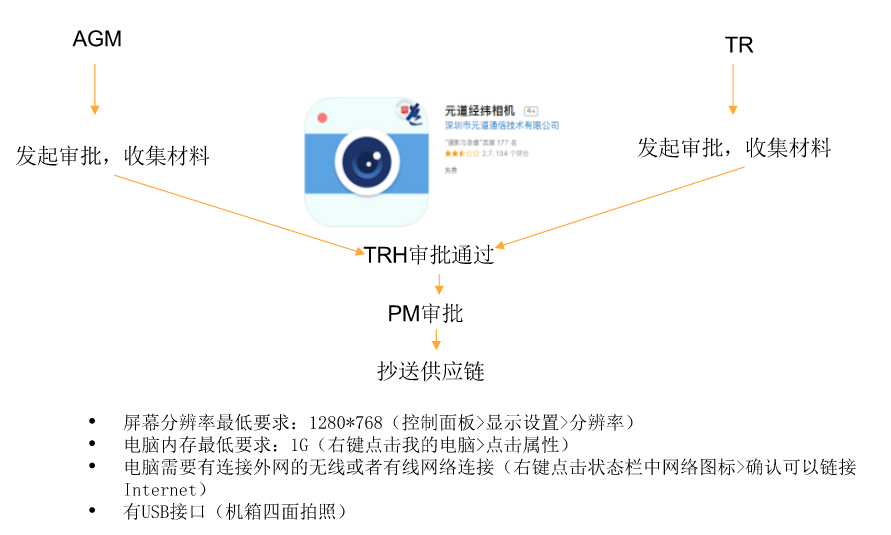 AGM
TR
元道经纬相机 4+
深圳市元道通信技术有限公司
"摄影与录像"类第 177 名
2.7, 134 个评分
免费
发起审批，收集材料
发起审批，收集材料
TRH审批通过
PM审批
抄送供应链
• 屏幕分辨率最低要求：1280*768（控制面板>显示设置>分辨率）
• 电脑内存最低要求：1G（右键点击我的电脑>点击属性）
• 电脑需要有连接外网的无线或者有线网络连接（右键点击状态栏中网络图标>确认可以链接
Internet）
• 有USB接口（机箱四面拍照）